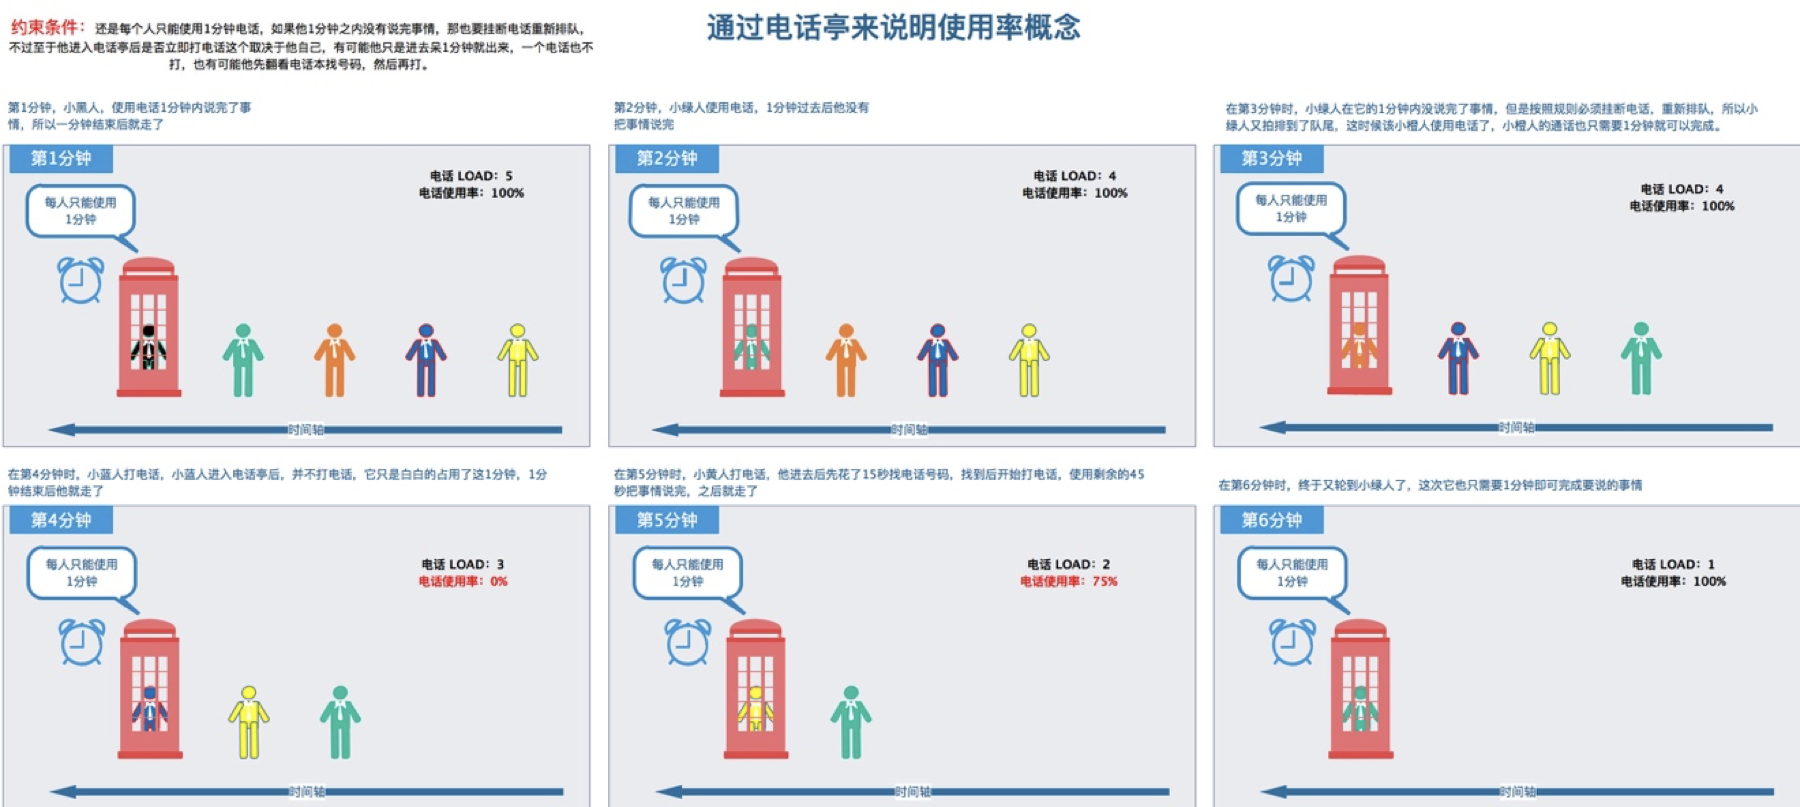 通过电话亭来说明使用率概念
约束条件：还是每个人只能使用1分钟电话，如果他1分钟之内没有说完事情，那也要挂断电话重新排队，
不过至于他进入电话亭后是否立即打电话这个取决于他自己，有可能他只是进去呆1分钟就出来，一个电话也不
打，也有可能他先翻看电话本找号码，然后再打。
第1分钟，小黑人，使用电话1分钟内说完了事
情，所以一分钟结束后就走了
第1分钟
电话 LOAD：5
电话使用率：100%
每人只能使用
1分钟
时间轴
第2分钟，小绿人使用电话，1分钟过去后他没有
把事情说完
第2分钟
电话 LOAD：4
电话使用率：100%
每人只能使用
1分钟
时间轴
在第3分钟时，小绿人在它的1分钟内没说完了事情，但是按照规则必须挂断电话，重新排队，所以小
绿人又拍排到了队尾，这时候该小橙人使用电话了，小橙人的通话也只需要1分钟就可以完成。
第3分钟
电话 LOAD：4
电话使用率：100%
每人只能使用
1分钟
时间轴
在第4分钟时，小蓝人打电话，小蓝人进入电话亭后，并不打电话，它只是白白的占用了这1分钟，1分
钟结束后他就走了
第4分钟
电话 LOAD：3
电话使用率：0%
每人只能使用
1分钟
时间轴
在第5分钟时，小黄人打电话，他进去后先花了15秒找电话号码，找到后开始打电话，使用剩余的45
秒把事情说完，之后就走了
第5分钟
电话 LOAD：2
电话使用率：75%
每人只能使用
1分钟
时间轴
在第6分钟时，终于又轮到小绿人了，这次它也只需要1分钟即可完成要说的事情
第6分钟
电话 LOAD：1
电话使用率：100%
每人只能使用
1分钟
时间轴